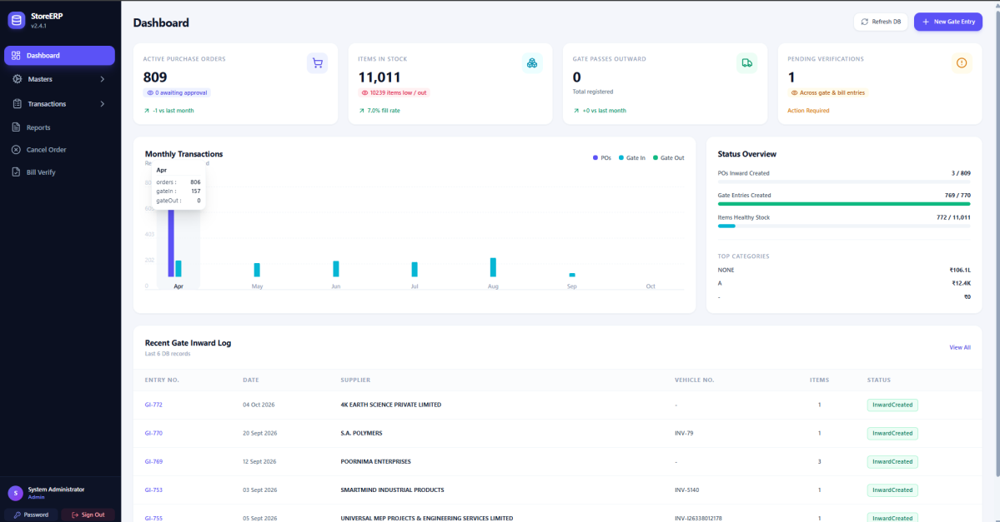 StoreERP
v2.4.1
Dashboard
Masters
Transactions
Reports
Cancel Order
Bill Verify
System Administrator
Admin
S
Password
Sign Out
Dashboard
Refresh DB
New Gate Entry
ACTIVE PURCHASE ORDERS
809
0 awaiting approval
-1 vs last month
ITEMS IN STOCK
11,011
10239 items low / out
7.0% fill rate
GATE PASSES OUTWARD
0
Total registered
+0 vs last month
PENDING VERIFICATIONS
1
Across gate & bill entries
Action Required
Monthly Transactions
POs Gate In Gate Out
Apr
orders : 806
gateIn : 157
gateOut : 0
403
202
0
Apr May Jun Jul Aug Sep Oct
Status Overview
POs Inward Created 3 / 809
Gate Entries Created 769 / 770
Items Healthy Stock 772 / 11,011
TOP CATEGORIES
NONE ₹106.1L
A ₹12.4K
- ₹0
Recent Gate Inward Log
Last 6 DB records
View All
ENTRY NO. DATE SUPPLIER VEHICLE NO. ITEMS STATUS
GI-772 04 Oct 2026 4K EARTH SCIENCE PRIVATE LIMITED - 1 InwardCreated
GI-770 20 Sept 2026 S.A. POLYMERS INV-79 1 InwardCreated
GI-769 12 Sept 2026 POORNIMA ENTERPRISES - 3 InwardCreated
GI-753 03 Sept 2026 SMARTMIND INDUSTRIAL PRODUCTS INV-5140 1 InwardCreated
GI-755 05 Sept 2026 UNIVERSAL MEP PROJECTS & ENGINEERING SERVICES LIMITED INV-I26338012178 1 InwardCreated